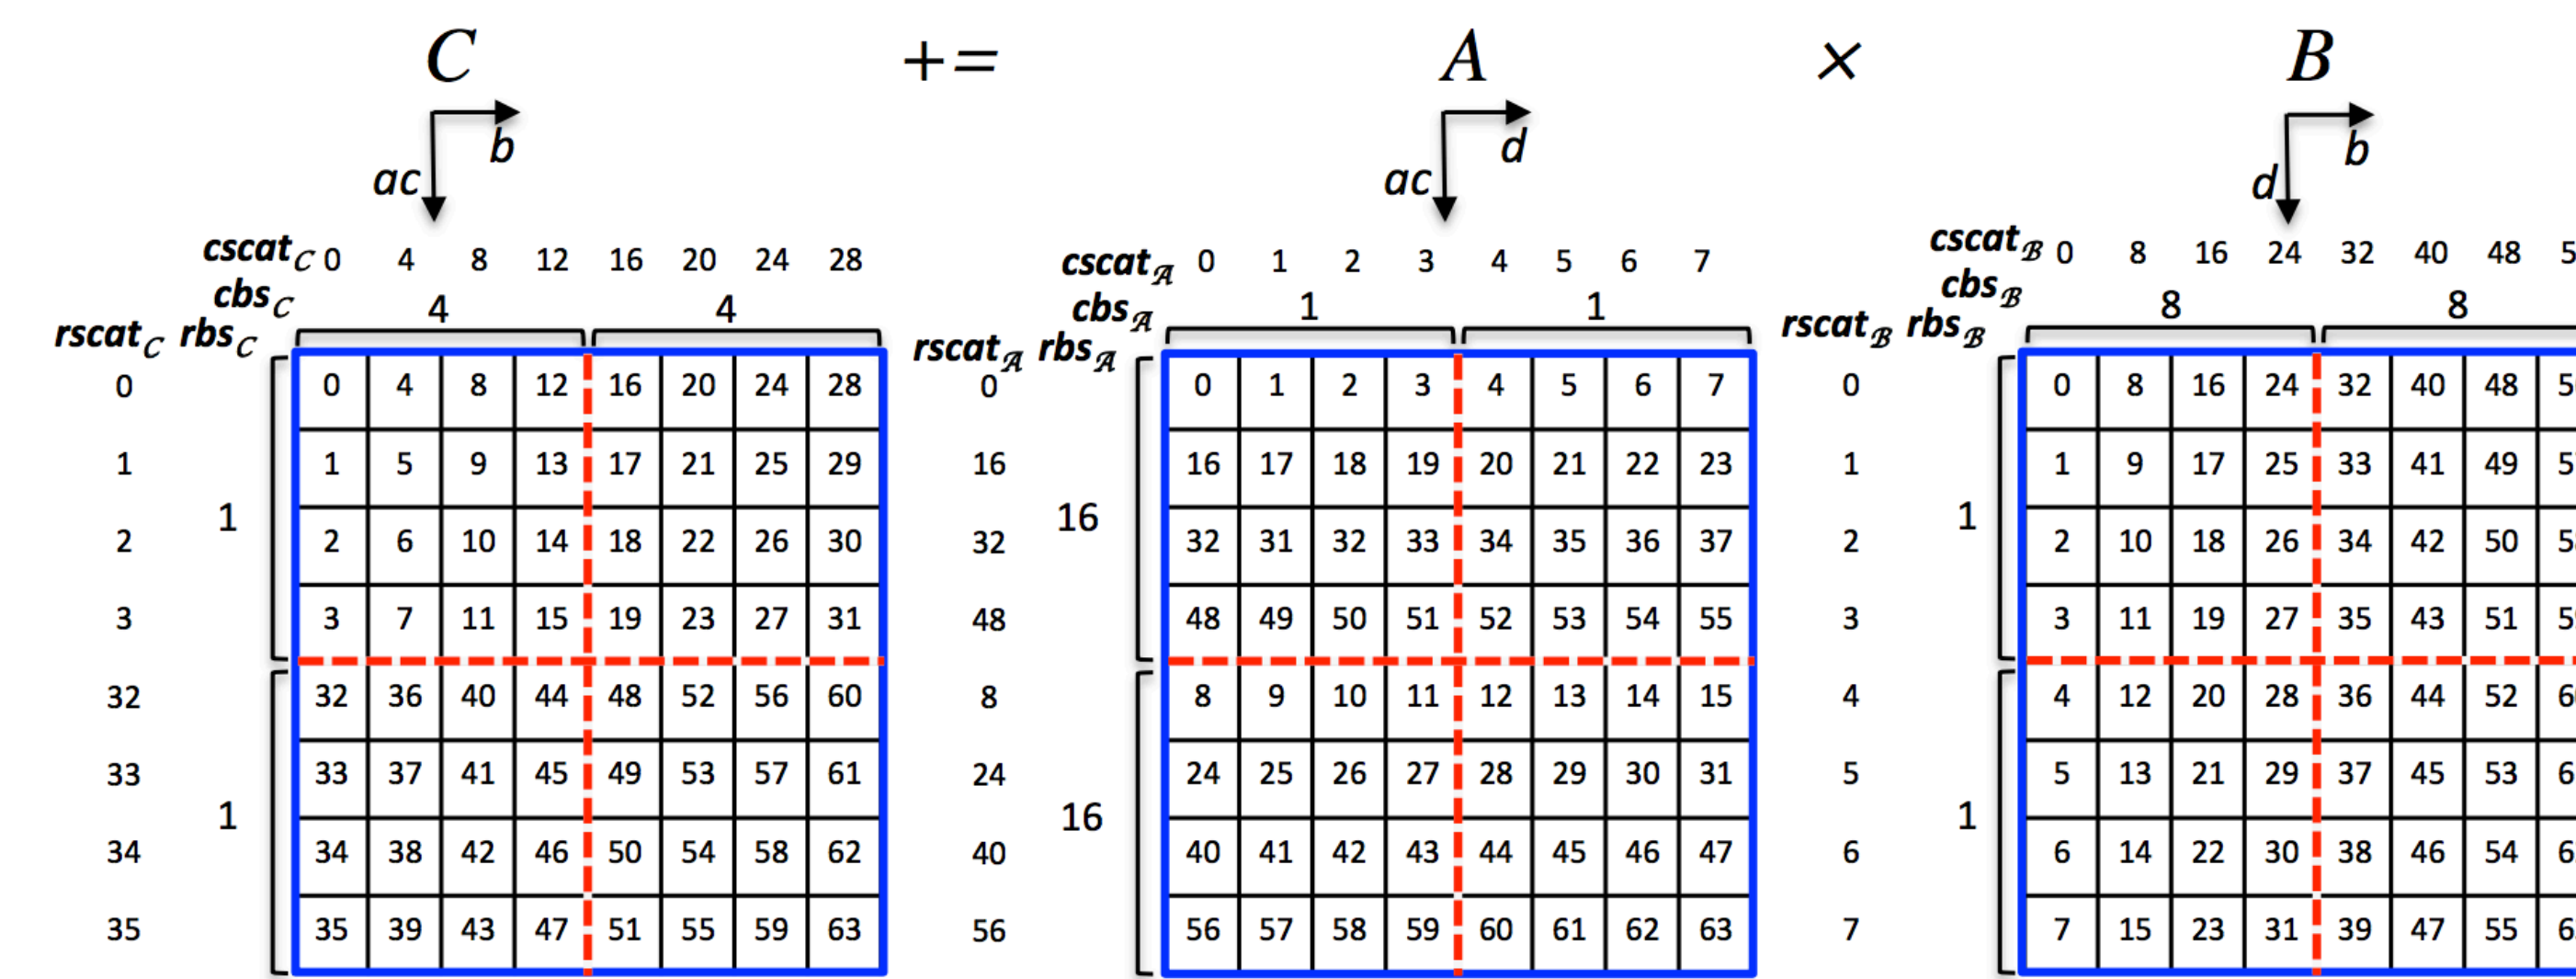 C += A × B
b d b
ac ac d
cscat_C 0 4 8 12 16 20 24 28 cscat_A 0 1 2 3 4 5 6 7 cscat_B 0 8 16 24 32 40 48
cbs_C 4 4 cbs_A 1 1 cbs_B 8 8
rscat_C rbs_C rscat_A rbs_A rscat_B rbs_B
0 0 4 8 12 16 20 24 28 0 0 1 2 3 4 5 6 7 0 0 8 16 24 32 40 48
1 1 5 9 13 17 21 25 29 16 16 17 18 19 20 21 22 23 1 1 9 17 25 33 41 49
1 16 1
2 2 6 10 14 18 22 26 30 32 32 31 32 33 34 35 36 37 2 2 10 18 26 34 42 50
3 3 7 11 15 19 23 27 31 48 48 49 50 51 52 53 54 55 3 3 11 19 27 35 43 51
32 32 36 40 44 48 52 56 60 8 8 9 10 11 12 13 14 15 4 4 12 20 28 36 44 52
33 33 37 41 45 49 53 57 61 24 24 25 26 27 28 29 30 31 5 5 13 21 29 37 45 53
1 16 1
34 34 38 42 46 50 54 58 62 40 40 41 42 43 44 45 46 47 6 6 14 22 30 38 46 54
35 35 39 43 47 51 55 59 63 56 56 57 58 59 60 61 62 63 7 7 15 23 31 39 47 55